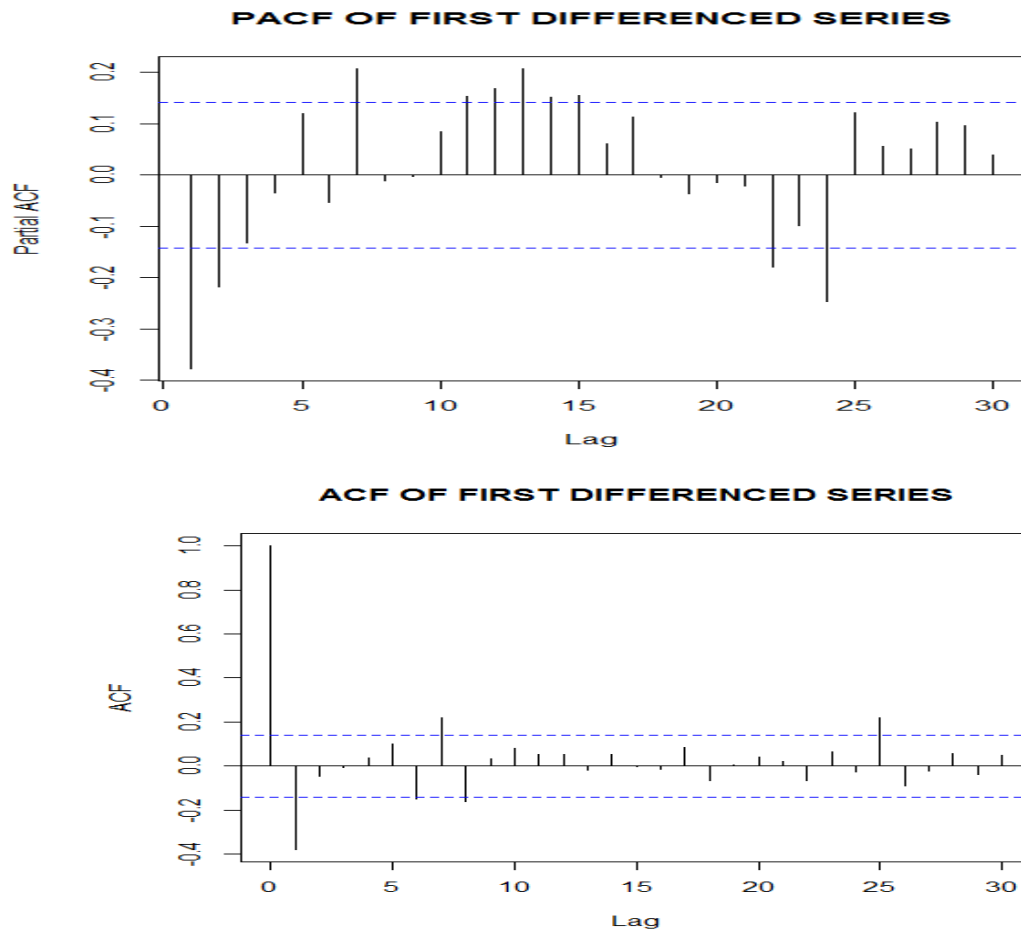 PACF OF FIRST DIFFERENCED SERIES
Partial ACF
0.2
0.1
0.0
-0.1
-0.2
-0.3
-0.4
0 5 10 15 20 25 30
Lag
ACF OF FIRST DIFFERENCED SERIES
ACF
1.0
0.8
0.6
0.4
0.2
0.0
-0.2
-0.4
0 5 10 15 20 25 30
Lag